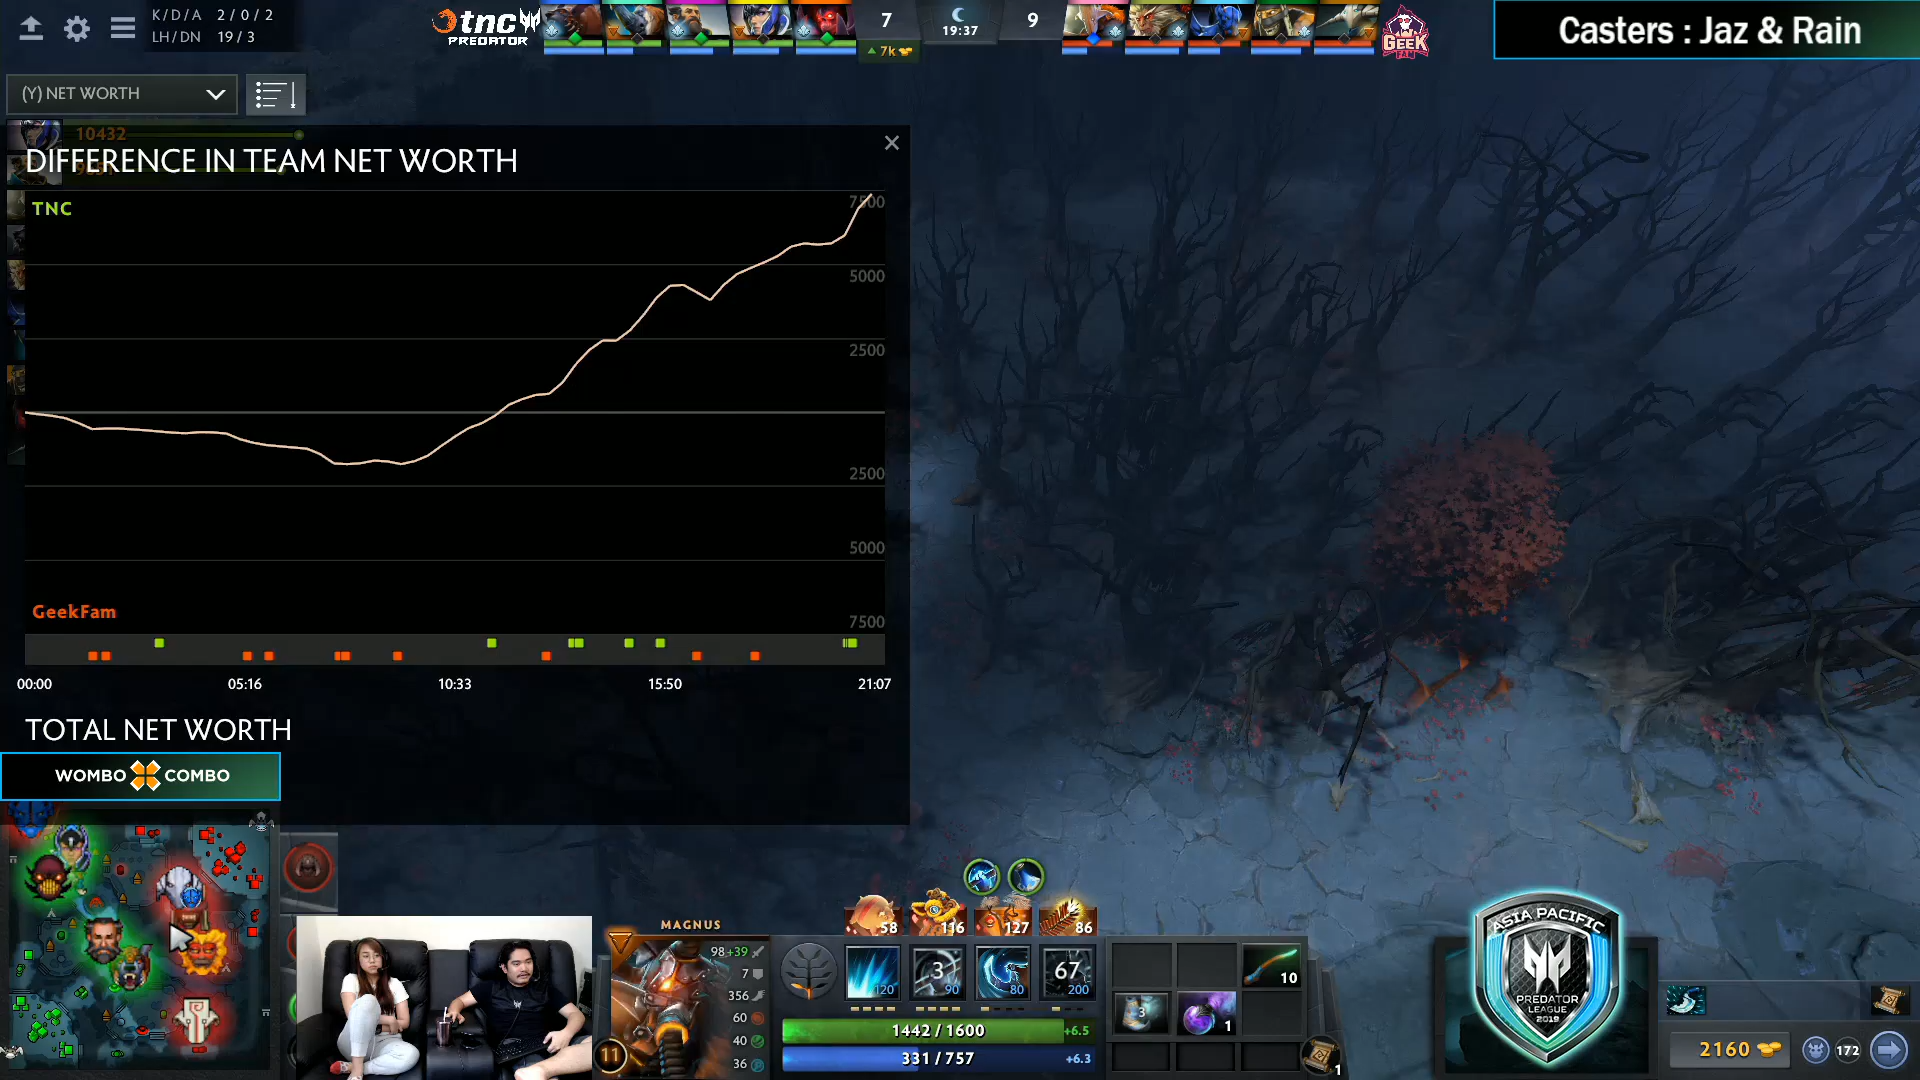 K/D/A 2 / 0 / 2
LH/DN 19 / 3
tnc PREDATOR
7
19:37
9
7k
GEEK FAM
Casters : Jaz & Rain
(Y) NET WORTH
10432
DIFFERENCE IN TEAM NET WORTH
TNC
7500
5000
2500
2500
5000
GeekFam
7500
00:00 05:16 10:33 15:50 21:07
TOTAL NET WORTH
WOMBO COMBO
MAGNUS
58 116 127 86
98+39
7
356
60
40
36
11
120
3 90
80
67 200
1442 / 1600 +6.5
331 / 757 +6.3
10
3
1
1
ASIA PACIFIC
PREDATOR
LEAGUE
2019
2160
172